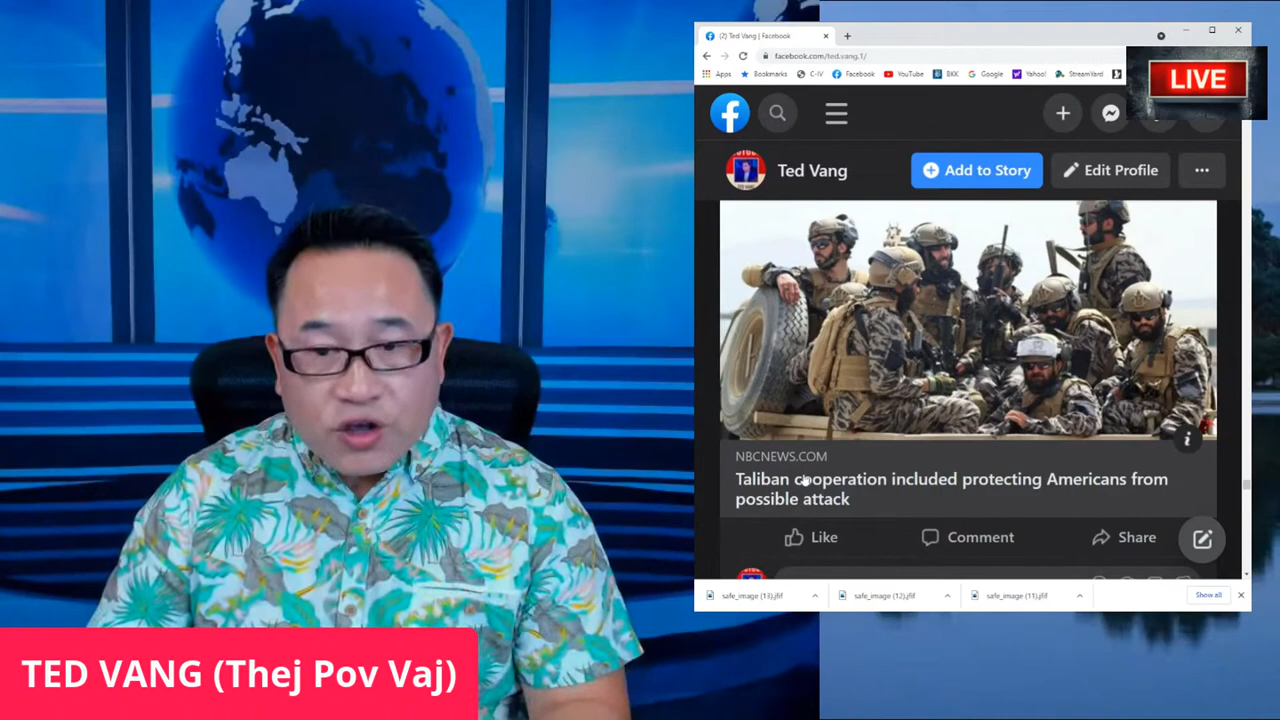 (2) Ted Vang | Facebook
facebook.com/ted.vang.1/
Apps Bookmarks C-IV Facebook YouTube BKK Google Yahoo! StreamYard
LIVE
Ted Vang
Add to Story
Edit Profile
NBCNEWS.COM
Taliban cooperation included protecting Americans from
possible attack
Like Comment Share
safe_image (13).jfif safe_image (12).jfif safe_image (11).jfif Show all
TED VANG (Thej Pov Vaj)